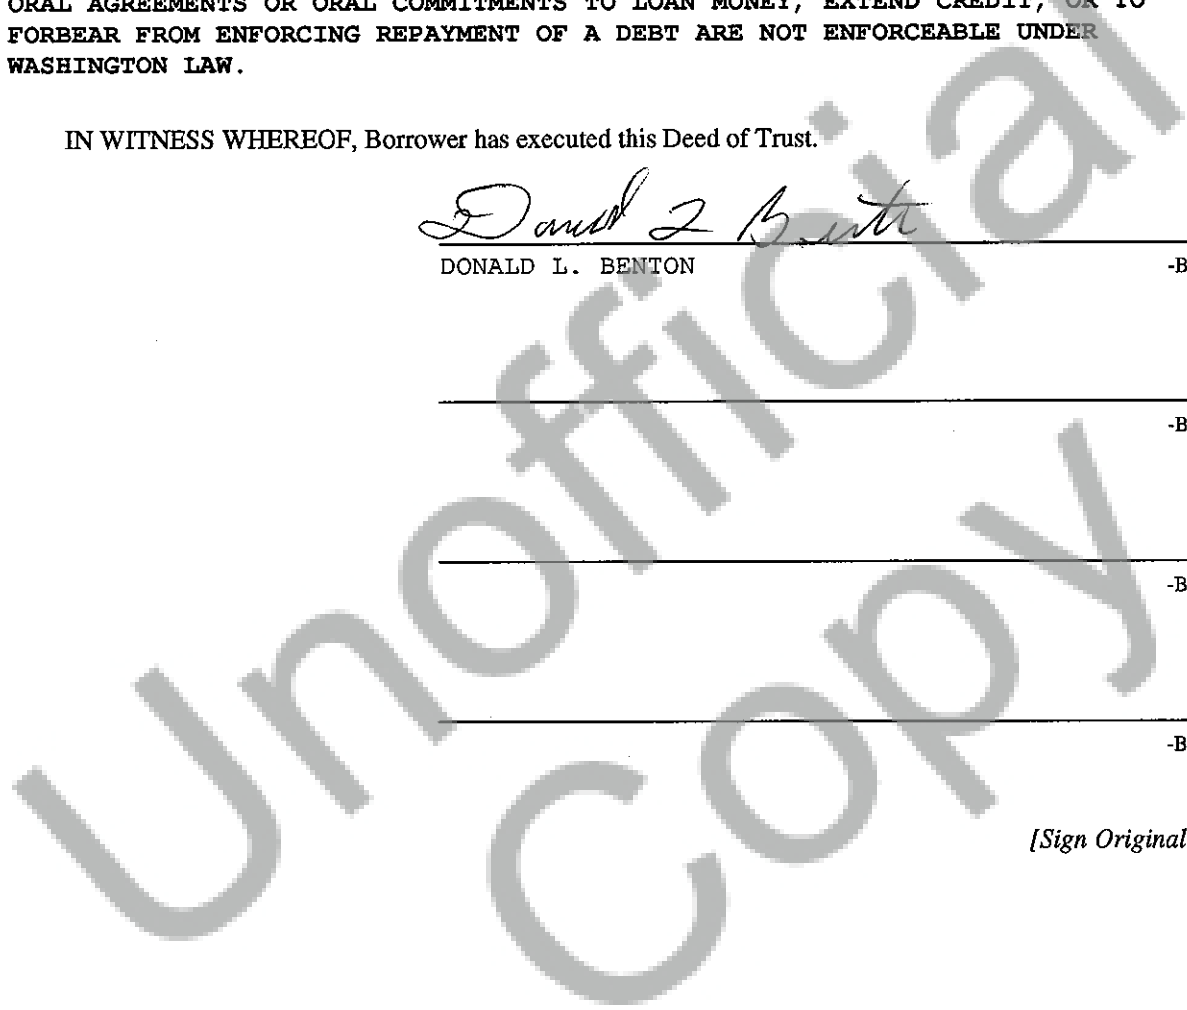 ORAL AGREEMENTS OR ORAL COMMITMENTS TO LOAN MONEY, EXTEND CREDIT, OR TO
FORBEAR FROM ENFORCING REPAYMENT OF A DEBT ARE NOT ENFORCEABLE UNDER
WASHINGTON LAW.
IN WITNESS WHEREOF, Borrower has executed this Deed of Trust.
Donald L Benton
DONALD L. BENTON -B
-B
-B
-B
[Sign Original
Unofficial
Copy